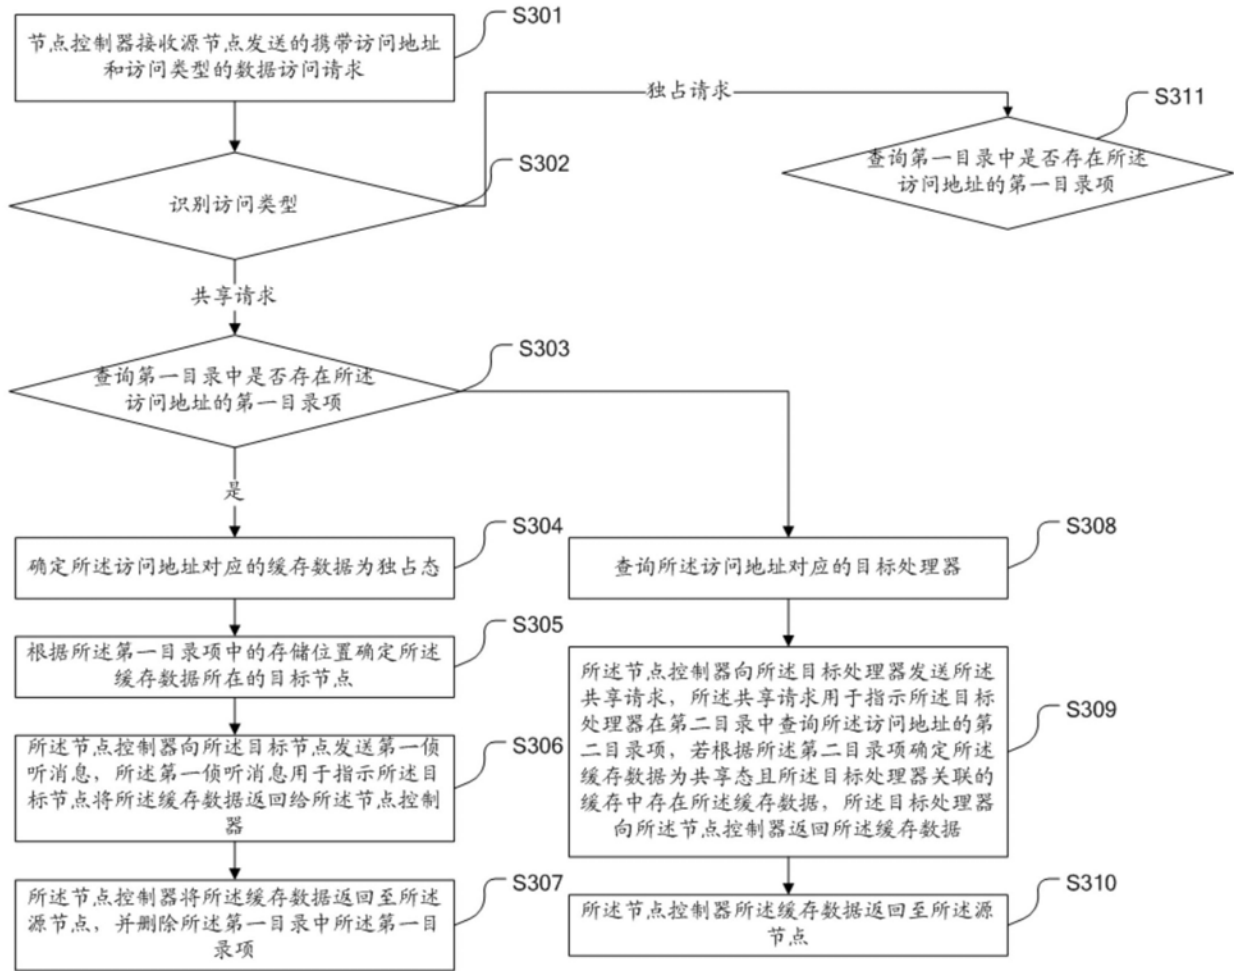 S301
节点控制器接收源节点发送的携带访问地址
和访问类型的数据访问请求
独占请求
S311
查询第一目录中是否存在所述
访问地址的第一目录项
S302
识别访问类型
共享请求
S303
查询第一目录中是否存在所述
访问地址的第一目录项
是
S304
确定所述访问地址对应的缓存数据为独占态
S305
根据所述第一目录项中的存储位置确定所述
缓存数据所在的目标节点
S306
所述节点控制器向所述目标节点发送第一侦
听消息，所述第一侦听消息用于指示所述目
标节点将所述缓存数据返回给所述节点控制
器
S307
所述节点控制器将所述缓存数据返回至所述
源节点，并删除所述第一目录中所述第一目
录项
S308
查询所述访问地址对应的目标处理器
S309
所述节点控制器向所述目标处理器发送所述
共享请求，所述共享请求用于指示所述目标
处理器在第二目录中查询所述访问地址的第
二目录项，若根据所述第二目录项确定所述
缓存数据为共享态且所述目标处理器关联的
缓存中存在所述缓存数据，所述目标处理器
向所述节点控制器返回所述缓存数据
S310
所述节点控制器所述缓存数据返回至所述源
节点